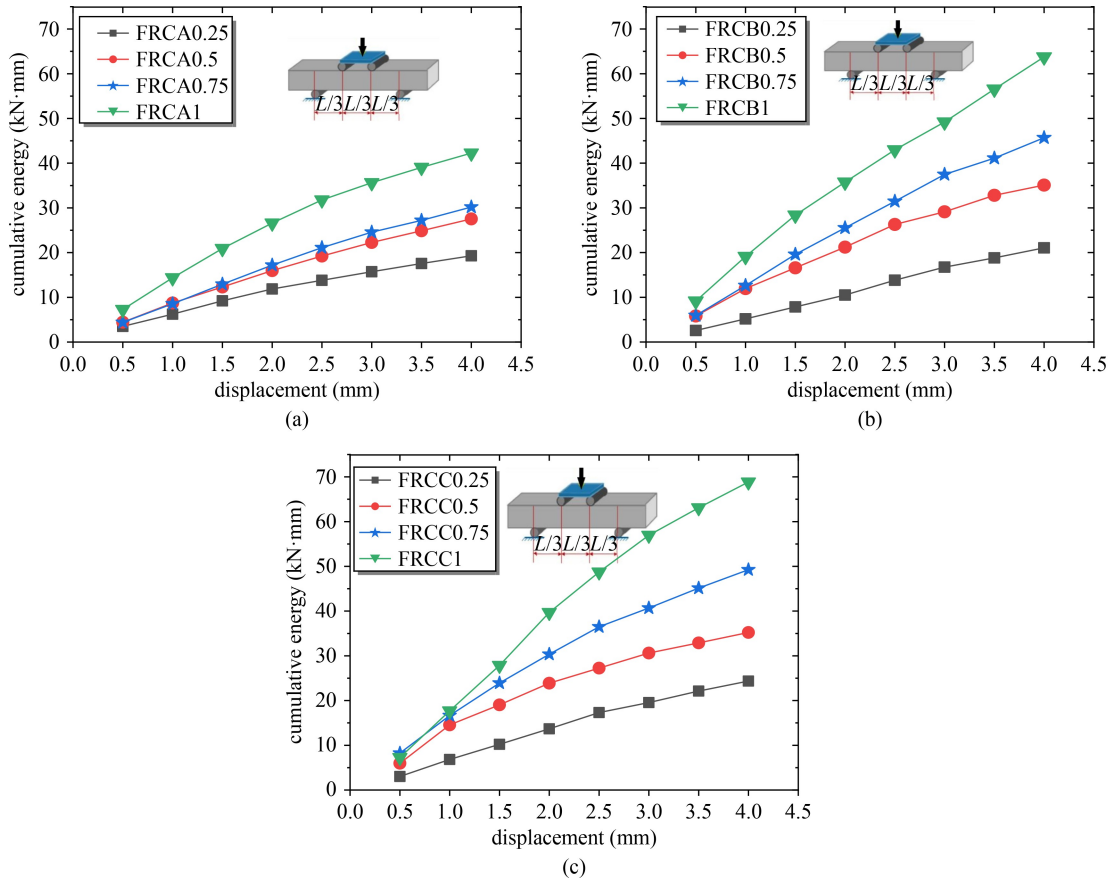 70
60
50
40
30
20
10
0
cumulative energy (kN·mm)
FRCA0.25
FRCA0.5
FRCA0.75
FRCA1
L/3 L/3 L/3
0.0 0.5 1.0 1.5 2.0 2.5 3.0 3.5 4.0 4.5
displacement (mm)
(a)
70
60
50
40
30
20
10
0
cumulative energy (kN·mm)
FRCB0.25
FRCB0.5
FRCB0.75
FRCB1
L/3 L/3 L/3
0.0 0.5 1.0 1.5 2.0 2.5 3.0 3.5 4.0 4.5
displacement (mm)
(b)
70
60
50
40
30
20
10
0
cumulative energy (kN·mm)
FRCC0.25
FRCC0.5
FRCC0.75
FRCC1
L/3 L/3 L/3
0.0 0.5 1.0 1.5 2.0 2.5 3.0 3.5 4.0 4.5
displacement (mm)
(c)